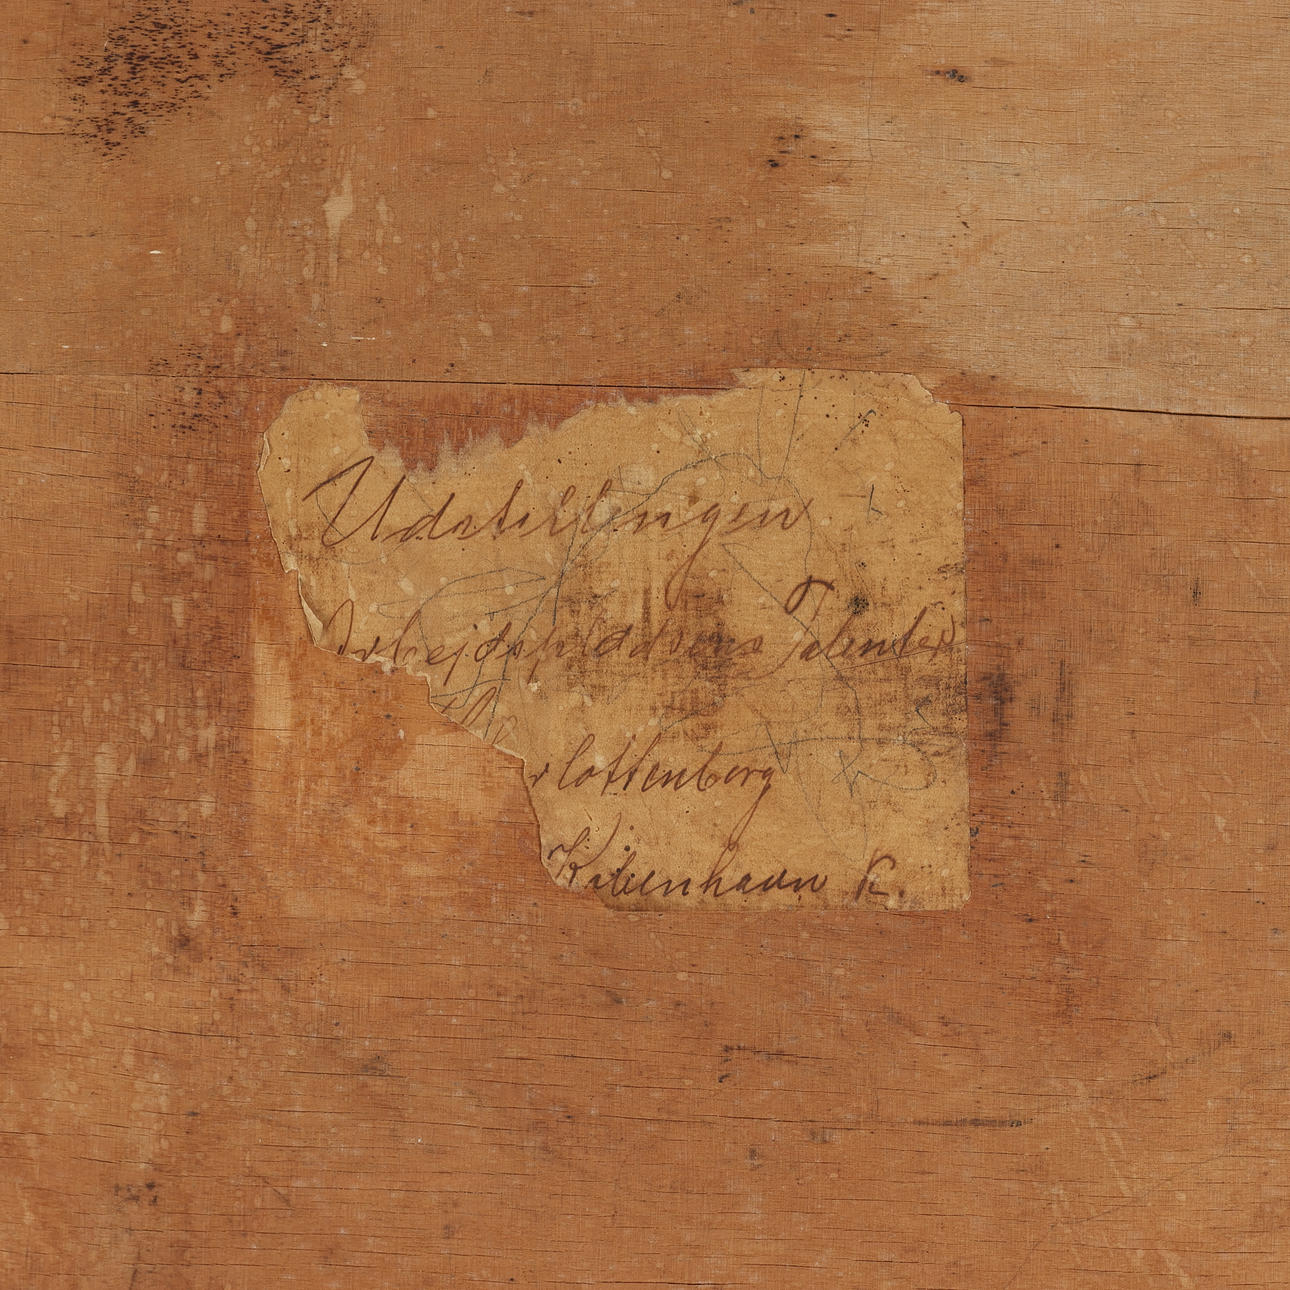 Udstillingen
Arbejdspladsens Talenter
rlottenborg
København K.